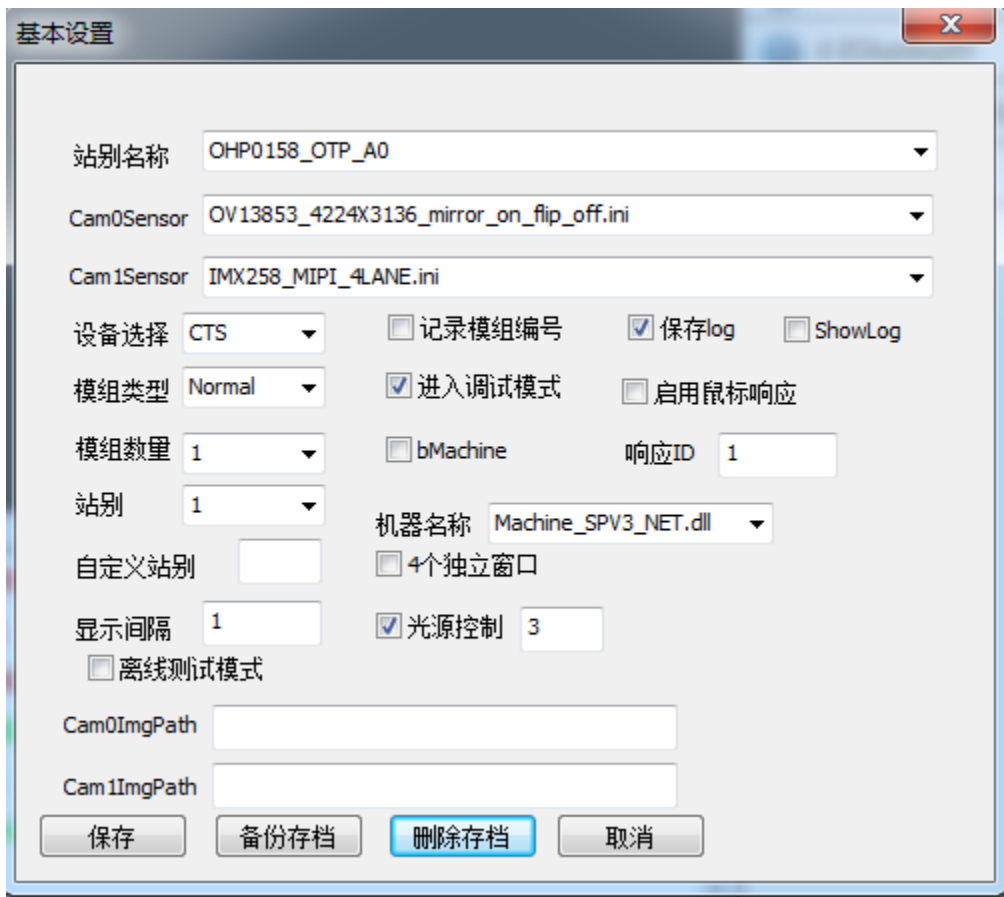 基本设置
站别名称 OHP0158_OTP_A0
Cam0Sensor OV13853_4224X3136_mirror_on_flip_off.ini
Cam1Sensor IMX258_MIPI_4LANE.ini
设备选择 CTS 记录模组编号 保存log ShowLog
模组类型 Normal 进入调试模式 启用鼠标响应
模组数量 1 bMachine 响应ID 1
站别 1 机器名称 Machine_SPV3_NET.dll
自定义站别 4个独立窗口
显示间隔 1 光源控制 3
离线测试模式
Cam0ImgPath
Cam1ImgPath
保存 备份存档 删除存档 取消